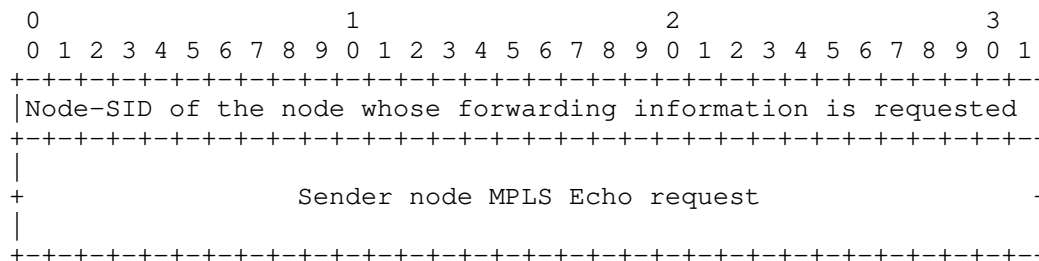 0                   1                   2                   3
 0 1 2 3 4 5 6 7 8 9 0 1 2 3 4 5 6 7 8 9 0 1 2 3 4 5 6 7 8 9 0 1
+-+-+-+-+-+-+-+-+-+-+-+-+-+-+-+-+-+-+-+-+-+-+-+-+-+-+-+-+-+-+-+-
|Node-SID of the node whose forwarding information is requested
+-+-+-+-+-+-+-+-+-+-+-+-+-+-+-+-+-+-+-+-+-+-+-+-+-+-+-+-+-+-+-+-
|
+                 Sender node MPLS Echo request                 -
|
+-+-+-+-+-+-+-+-+-+-+-+-+-+-+-+-+-+-+-+-+-+-+-+-+-+-+-+-+-+-+-+-